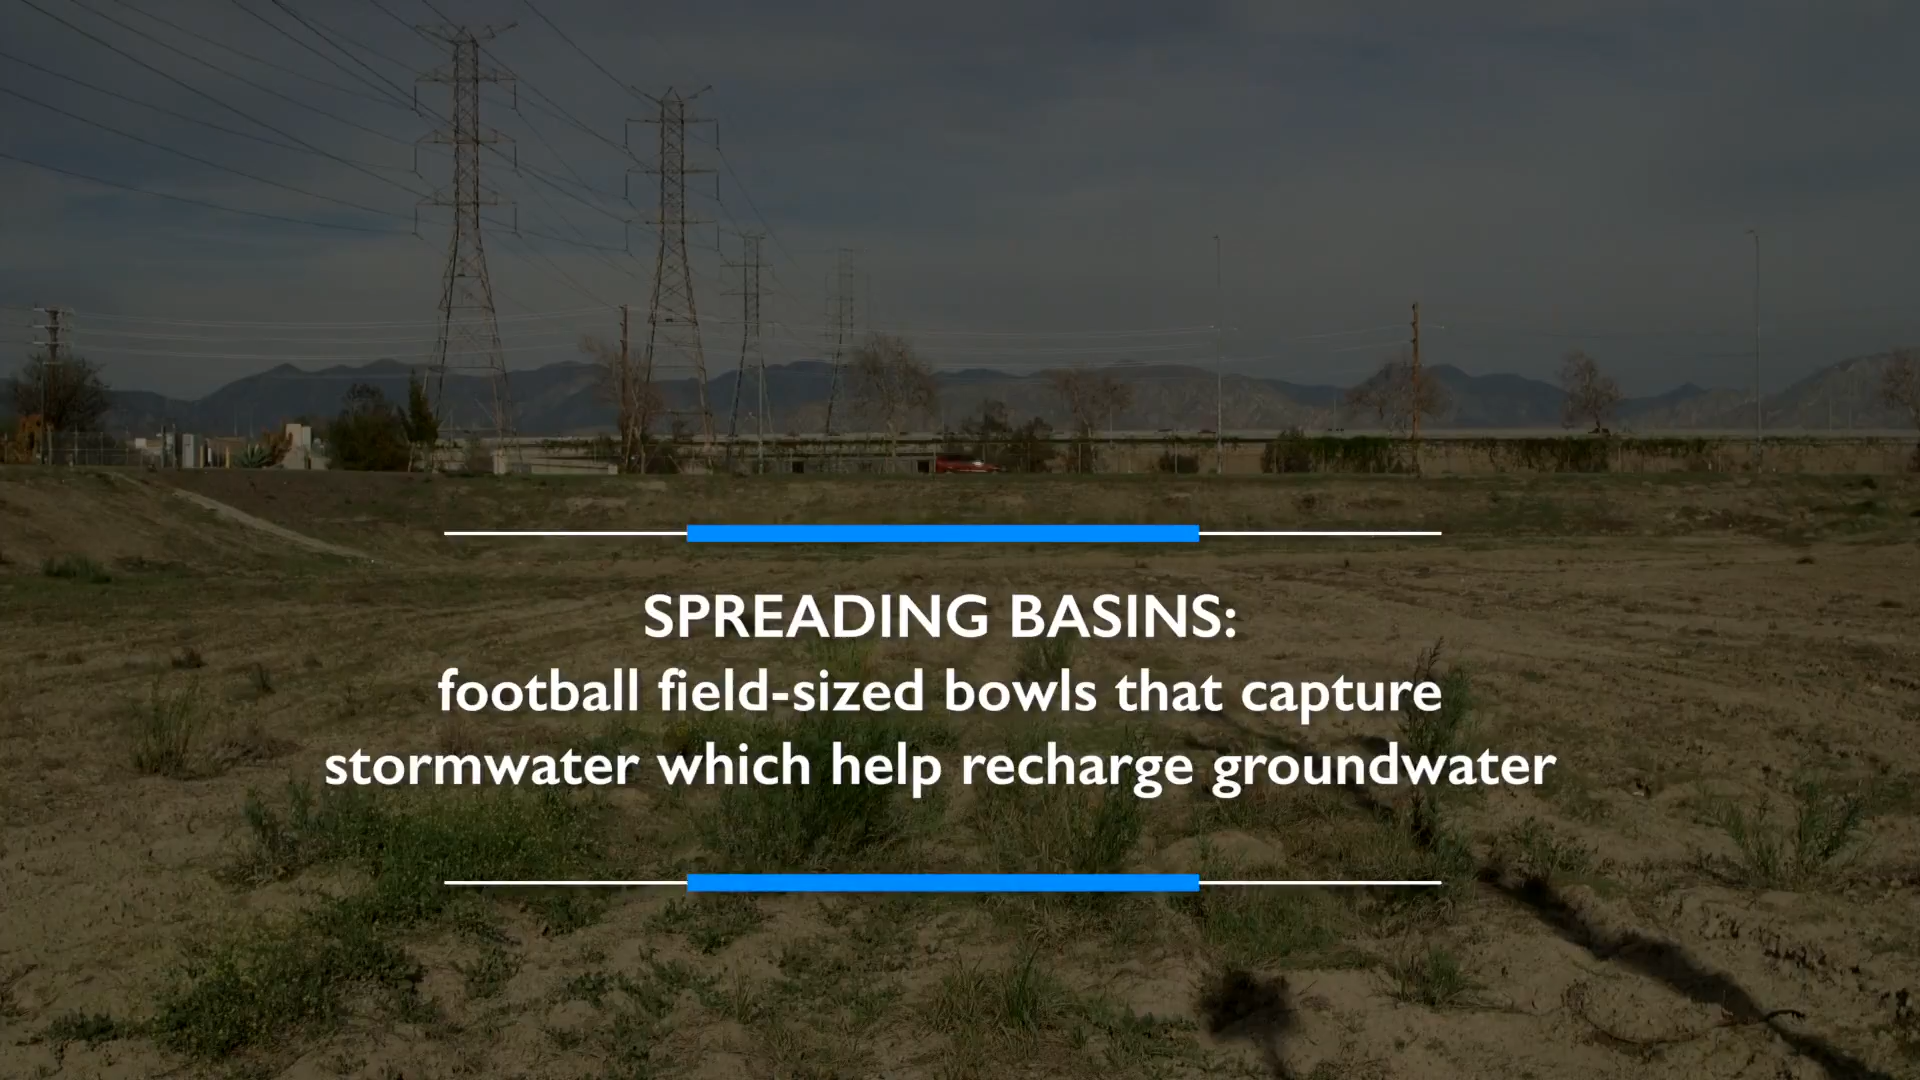 SPREADING BASINS:
football field-sized bowls that capture
stormwater which help recharge groundwater